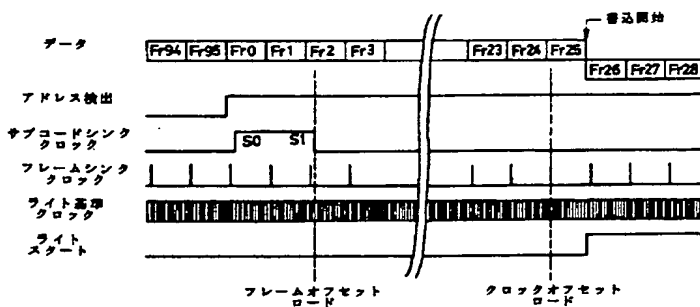 書込開始
データ
Fr94 Fr95 Fr0 Fr1 Fr2 Fr3 Fr23 Fr24 Fr25
Fr26 Fr27 Fr28
アドレス検出
サブコードシンク
クロック
S0 S1
フレームシンク
クロック
ライト基準
クロック
ライト
スタート
フレームオフセット
ロード
クロックオフセット
ロード